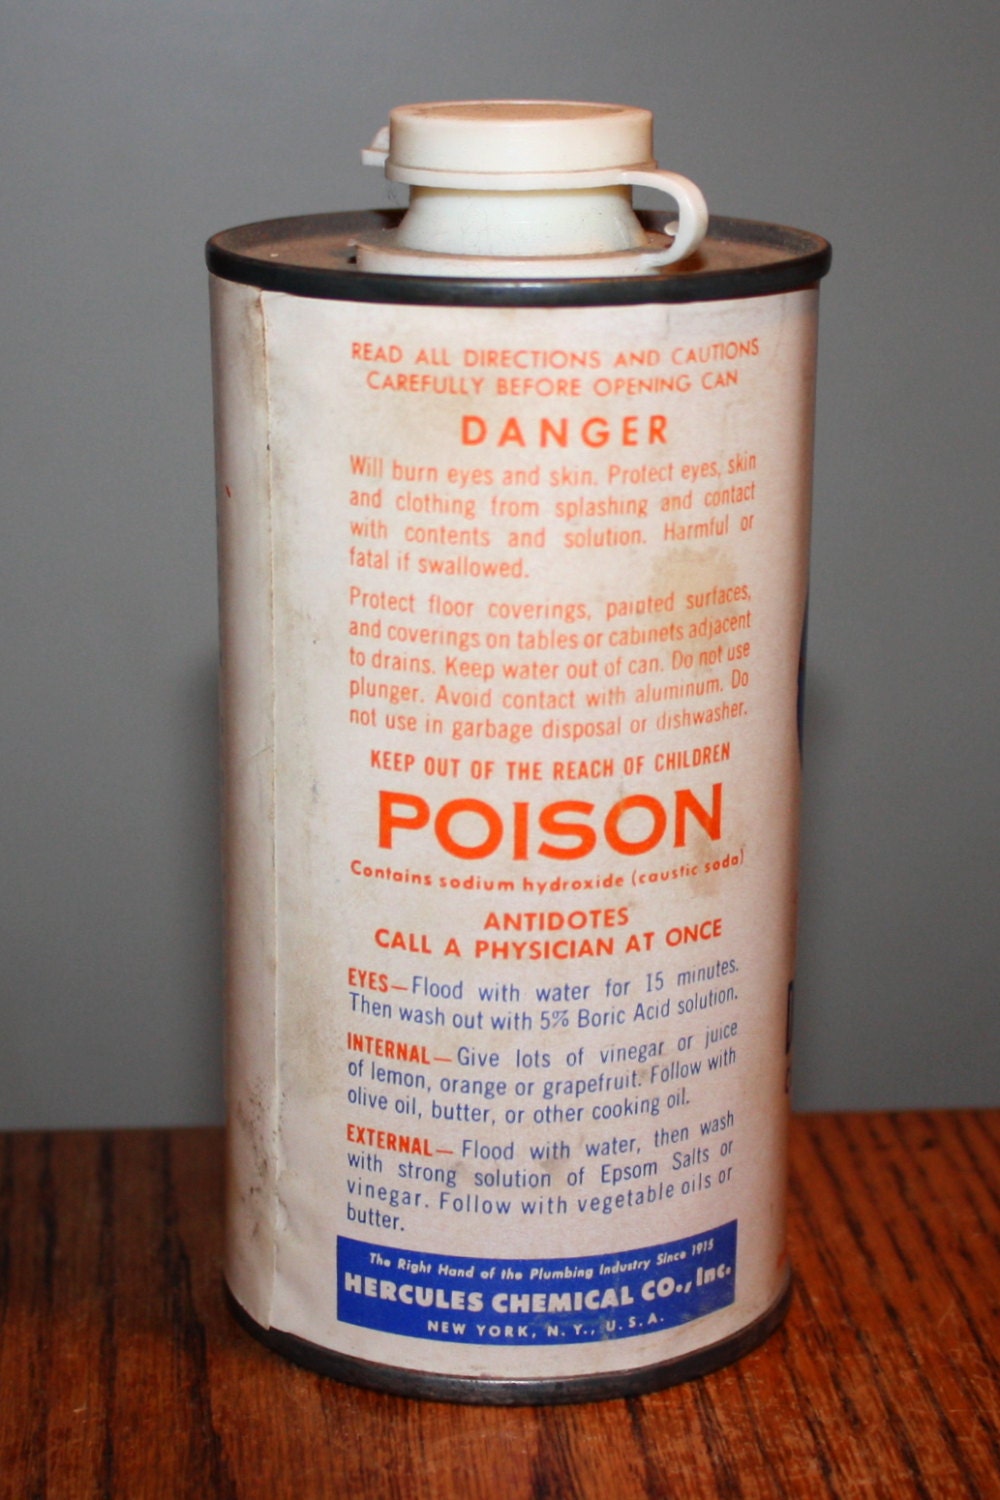 READ ALL DIRECTIONS AND CAUTIONS
CAREFULLY BEFORE OPENING CAN
DANGER
Will burn eyes and skin. Protect eyes, skin
and clothing from splashing and contact
with contents and solution. Harmful or
fatal if swallowed.
Protect floor coverings, painted surfaces,
and coverings on tables or cabinets adjacent
to drains. Keep water out of can. Do not use
plunger. Avoid contact with aluminum. Do
not use in garbage disposal or dishwasher.
KEEP OUT OF THE REACH OF CHILDREN
POISON
Contains sodium hydroxide (caustic soda)
ANTIDOTES
CALL A PHYSICIAN AT ONCE
EYES—Flood with water for 15 minutes.
Then wash out with 5% Boric Acid solution.
INTERNAL—Give lots of vinegar or juice
of lemon, orange or grapefruit. Follow with
olive oil, butter, or other cooking oil.
EXTERNAL—Flood with water, then wash
with strong solution of Epsom Salts or
vinegar. Follow with vegetable oils or
butter.
The Right Hand of the Plumbing Industry Since 1915
HERCULES CHEMICAL CO., Inc.
NEW YORK, N.Y., U.S.A.